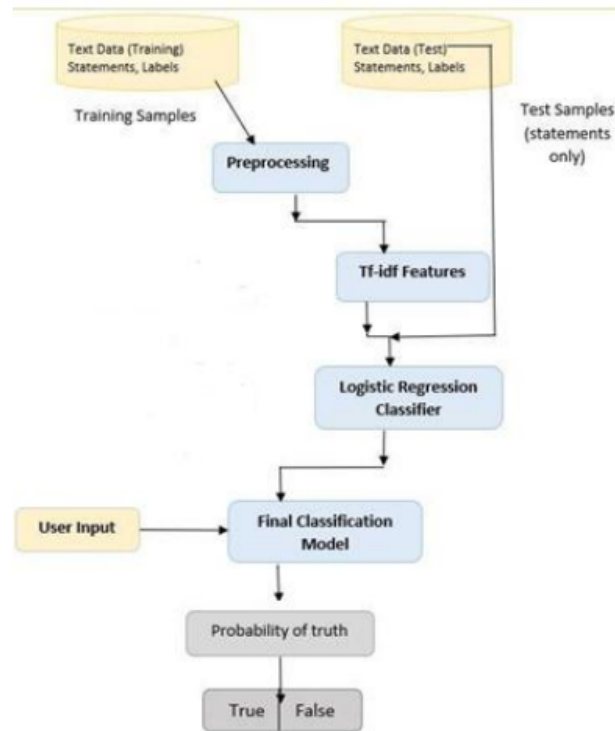 Text Data (Training)
Statements, Labels
Text Data (Test)
Statements, Labels
Training Samples
Test Samples
(statements
only)
Preprocessing
Tf-idf Features
Logistic Regression
Classifier
User Input
Final Classification
Model
Probability of truth
True
False